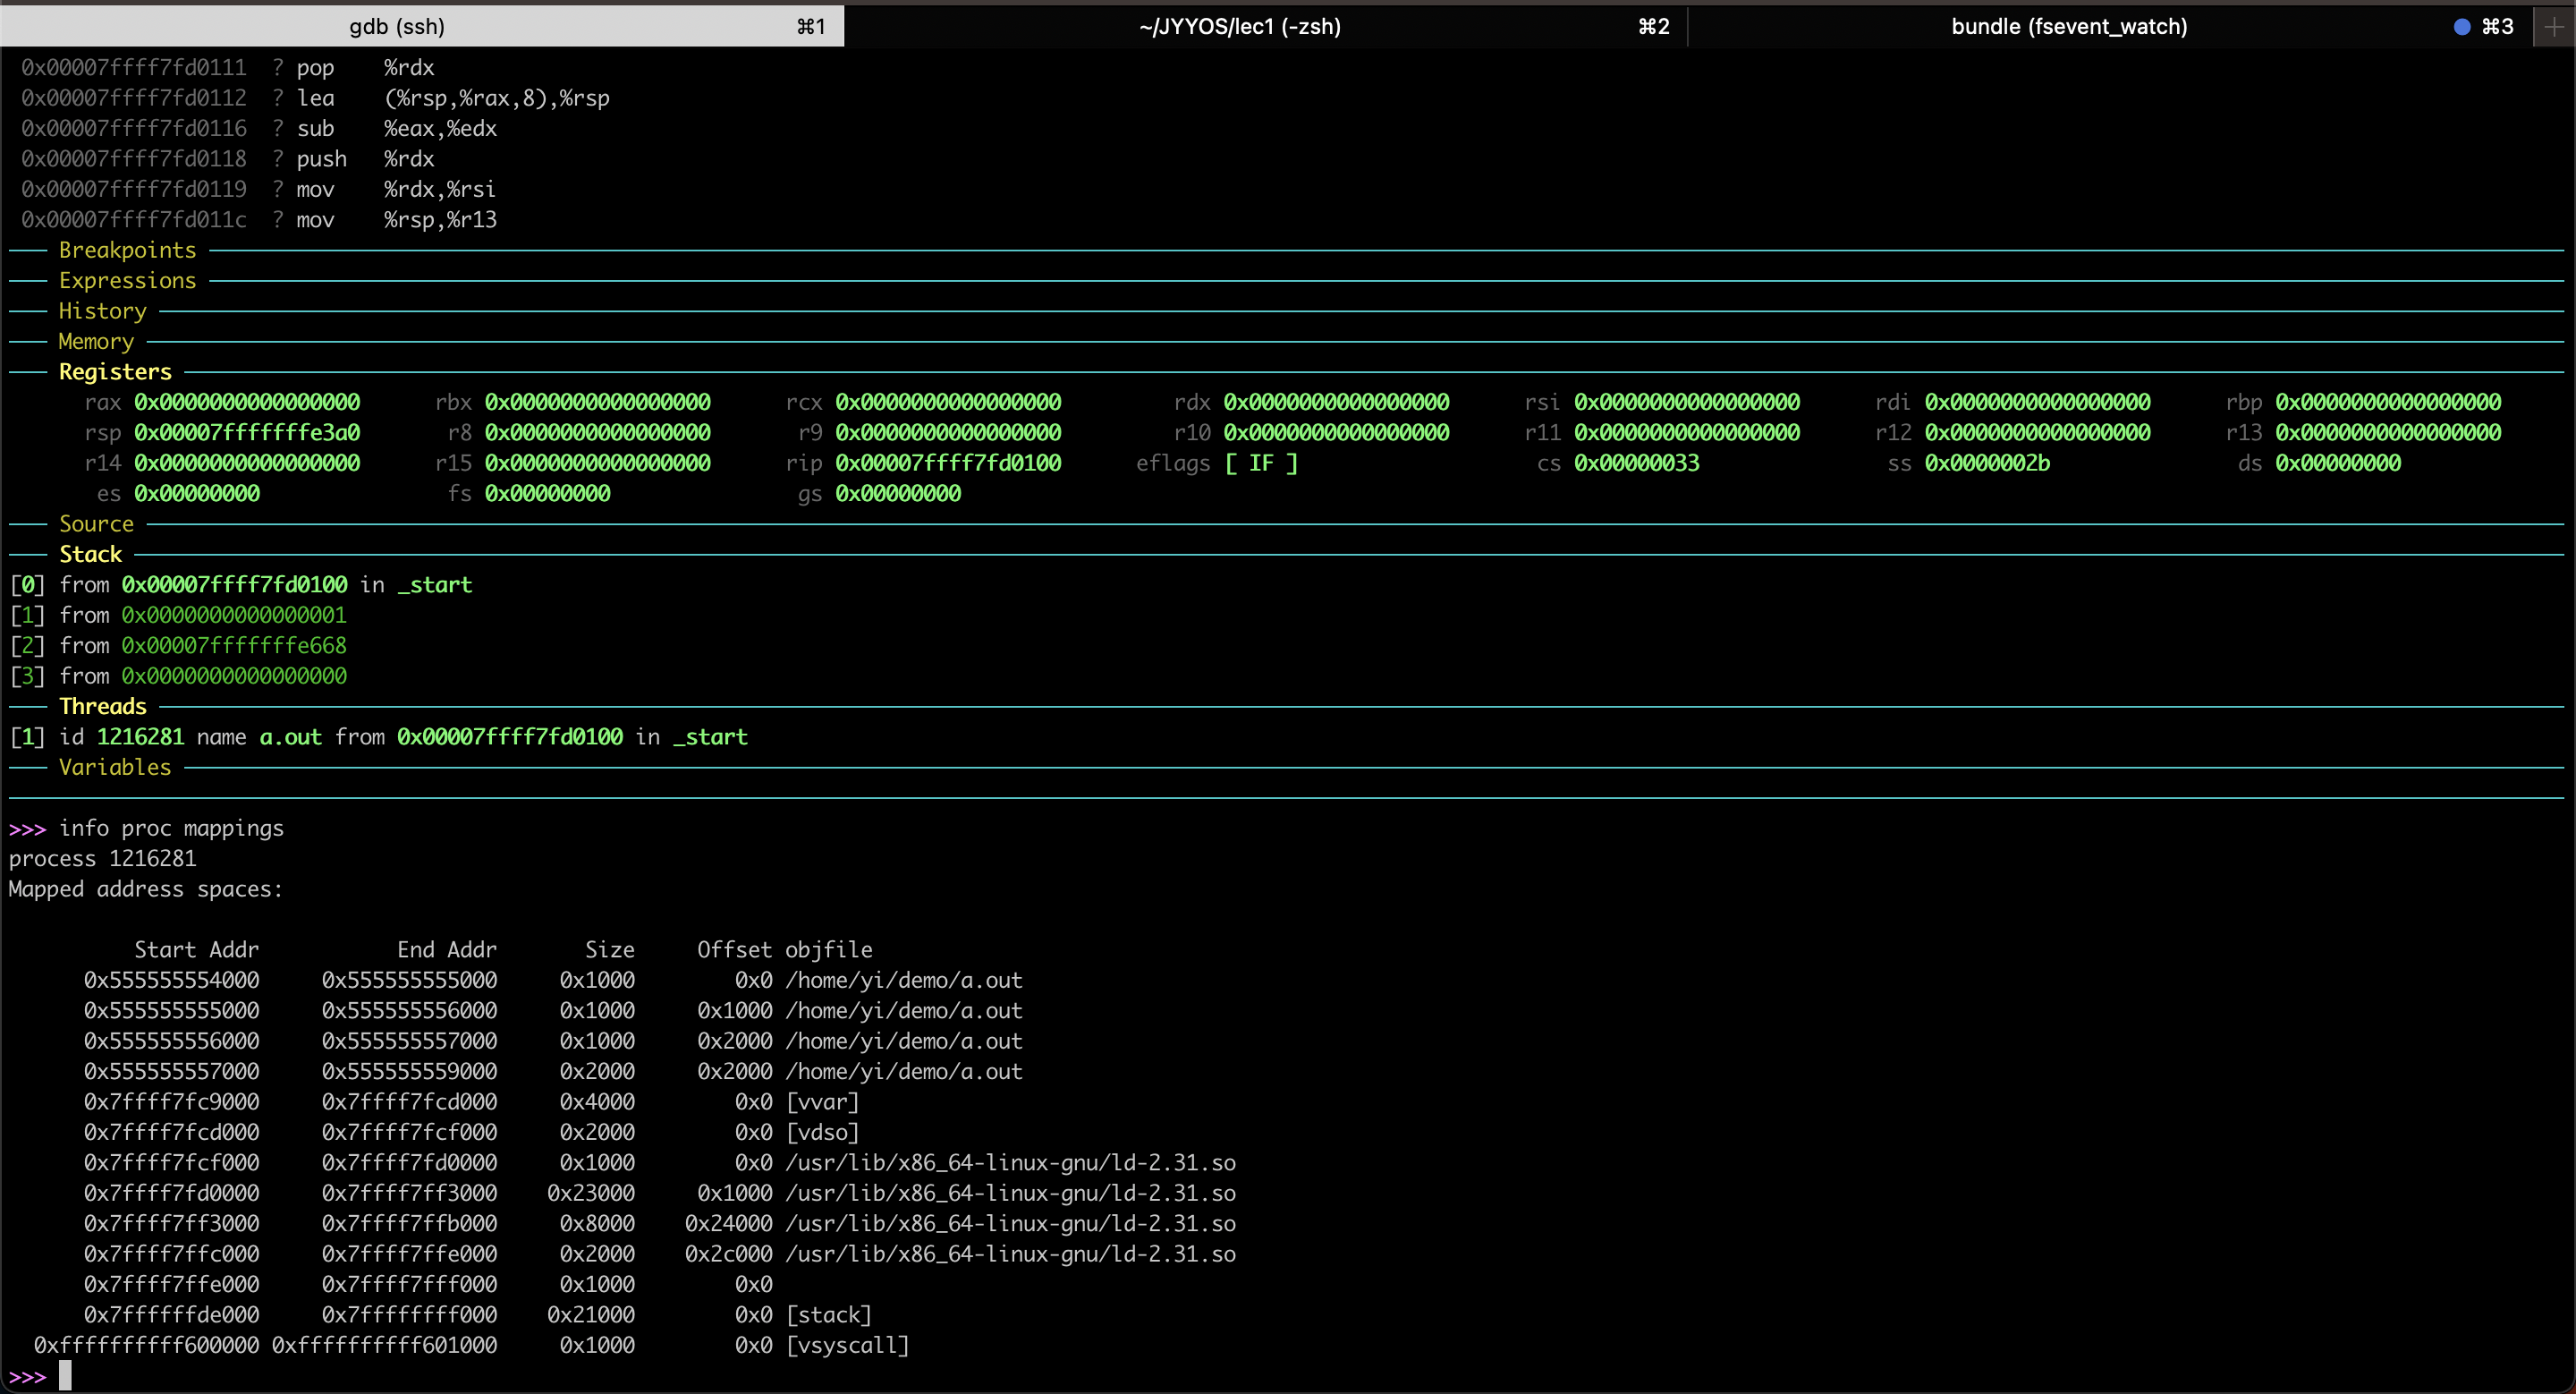 gdb (ssh) ⌘1 ~/JYYOS/lec1 (-zsh) ⌘2 bundle (fsevent_watch) ⌘3 +
0x00007ffff7fd0111 ? pop %rdx
0x00007ffff7fd0112 ? lea (%rsp,%rax,8),%rsp
0x00007ffff7fd0116 ? sub %eax,%edx
0x00007ffff7fd0118 ? push %rdx
0x00007ffff7fd0119 ? mov %rdx,%rsi
0x00007ffff7fd011c ? mov %rsp,%r13
Breakpoints
Expressions
History
Memory
Registers
rax 0x0000000000000000 rbx 0x0000000000000000 rcx 0x0000000000000000 rdx 0x0000000000000000 rsi 0x0000000000000000 rdi 0x0000000000000000 rbp 0x0000000000000000
rsp 0x00007fffffffe3a0 r8 0x0000000000000000 r9 0x0000000000000000 r10 0x0000000000000000 r11 0x0000000000000000 r12 0x0000000000000000 r13 0x0000000000000000
r14 0x0000000000000000 r15 0x0000000000000000 rip 0x00007ffff7fd0100 eflags [ IF ] cs 0x00000033 ss 0x0000002b ds 0x00000000
es 0x00000000 fs 0x00000000 gs 0x00000000
Source
Stack
[0] from 0x00007ffff7fd0100 in _start
[1] from 0x0000000000000001
[2] from 0x00007fffffffe668
[3] from 0x0000000000000000
Threads
[1] id 1216281 name a.out from 0x00007ffff7fd0100 in _start
Variables
>>> info proc mappings
process 1216281
Mapped address spaces:
Start Addr End Addr Size Offset objfile
0x555555554000 0x555555555000 0x1000 0x0 /home/yi/demo/a.out
0x555555555000 0x555555556000 0x1000 0x1000 /home/yi/demo/a.out
0x555555556000 0x555555557000 0x1000 0x2000 /home/yi/demo/a.out
0x555555557000 0x555555559000 0x2000 0x2000 /home/yi/demo/a.out
0x7ffff7fc9000 0x7ffff7fcd000 0x4000 0x0 [vvar]
0x7ffff7fcd000 0x7ffff7fcf000 0x2000 0x0 [vdso]
0x7ffff7fcf000 0x7ffff7fd0000 0x1000 0x0 /usr/lib/x86_64-linux-gnu/ld-2.31.so
0x7ffff7fd0000 0x7ffff7ff3000 0x23000 0x1000 /usr/lib/x86_64-linux-gnu/ld-2.31.so
0x7ffff7ff3000 0x7ffff7ffb000 0x8000 0x24000 /usr/lib/x86_64-linux-gnu/ld-2.31.so
0x7ffff7ffc000 0x7ffff7ffe000 0x2000 0x2c000 /usr/lib/x86_64-linux-gnu/ld-2.31.so
0x7ffff7ffe000 0x7ffff7fff000 0x1000 0x0
0x7ffffffde000 0x7ffffffff000 0x21000 0x0 [stack]
0xffffffffff600000 0xffffffffff601000 0x1000 0x0 [vsyscall]
>>>